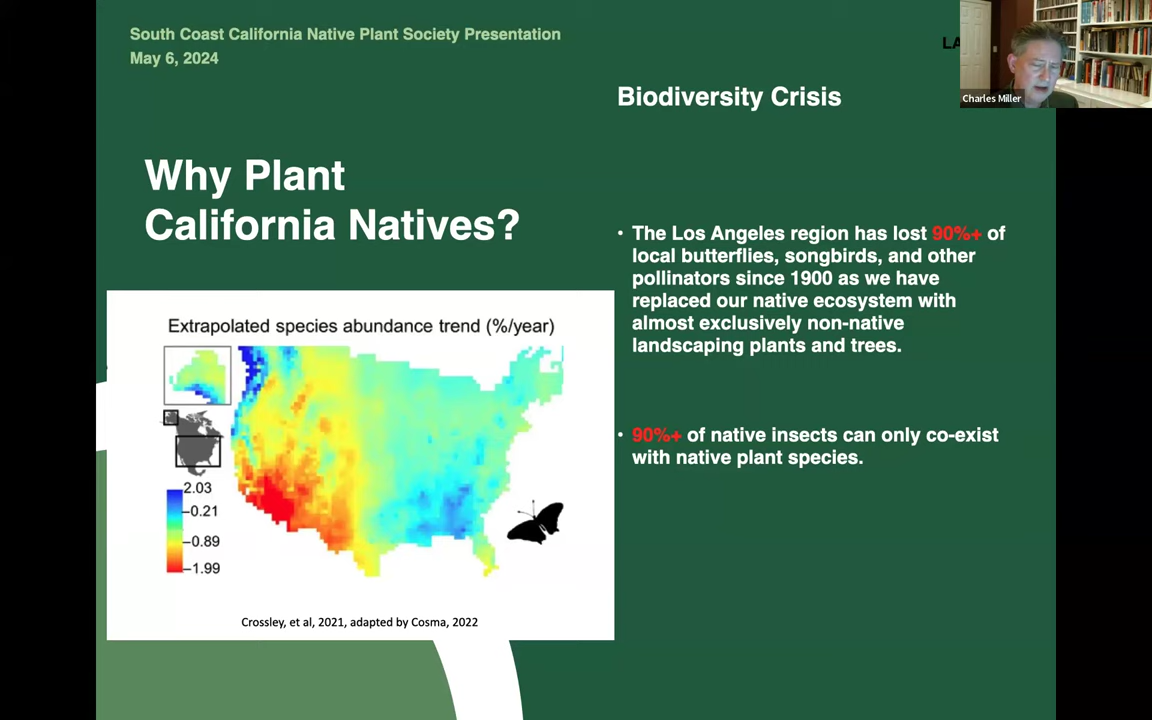 South Coast California Native Plant Society Presentation
May 6, 2024
LA
Charles Miller
Biodiversity Crisis
Why Plant
California Natives?
• The Los Angeles region has lost 90%+ of
local butterflies, songbirds, and other
pollinators since 1900 as we have
replaced our native ecosystem with
almost exclusively non-native
landscaping plants and trees.
• 90%+ of native insects can only co-exist
with native plant species.
Extrapolated species abundance trend (%/year)
2.03
–0.21
–0.89
–1.99
Crossley, et al, 2021, adapted by Cosma, 2022